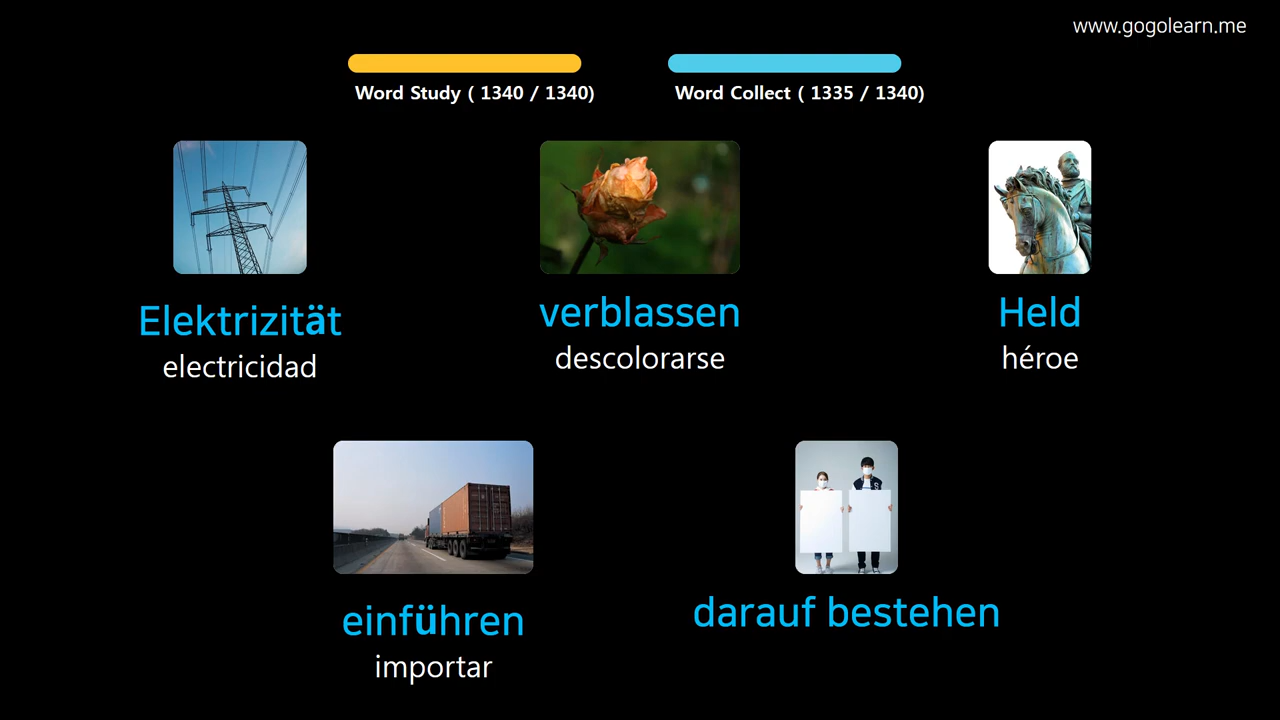 www.gogolearn.me
Word Study ( 1340 / 1340)
Word Collect ( 1335 / 1340)
Elektrizität
electricidad
verblassen
descolorarse
Held
héroe
einführen
importar
darauf bestehen